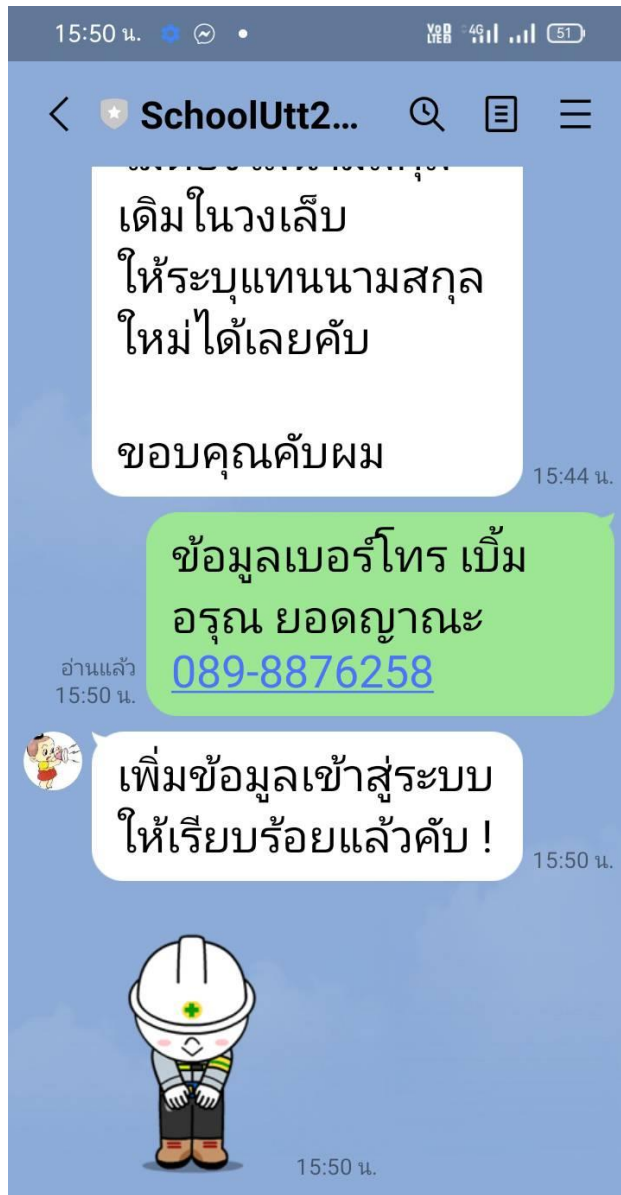 15:50 น.
VoD LTEB 4G 51
SchoolUtt2...
เดิมในวงเล็บ
ให้ระบุแทนนามสกุล
ใหม่ได้เลยคับ
ขอบคุณคับผม
15:44 น.
ข้อมูลเบอร์โทร เบิ้ม
อรุณ ยอดญาณะ
089-8876258
อ่านแล้ว
15:50 น.
เพิ่มข้อมูลเข้าสู่ระบบ
ให้เรียบร้อยแล้วคับ !
15:50 น.
15:50 น.